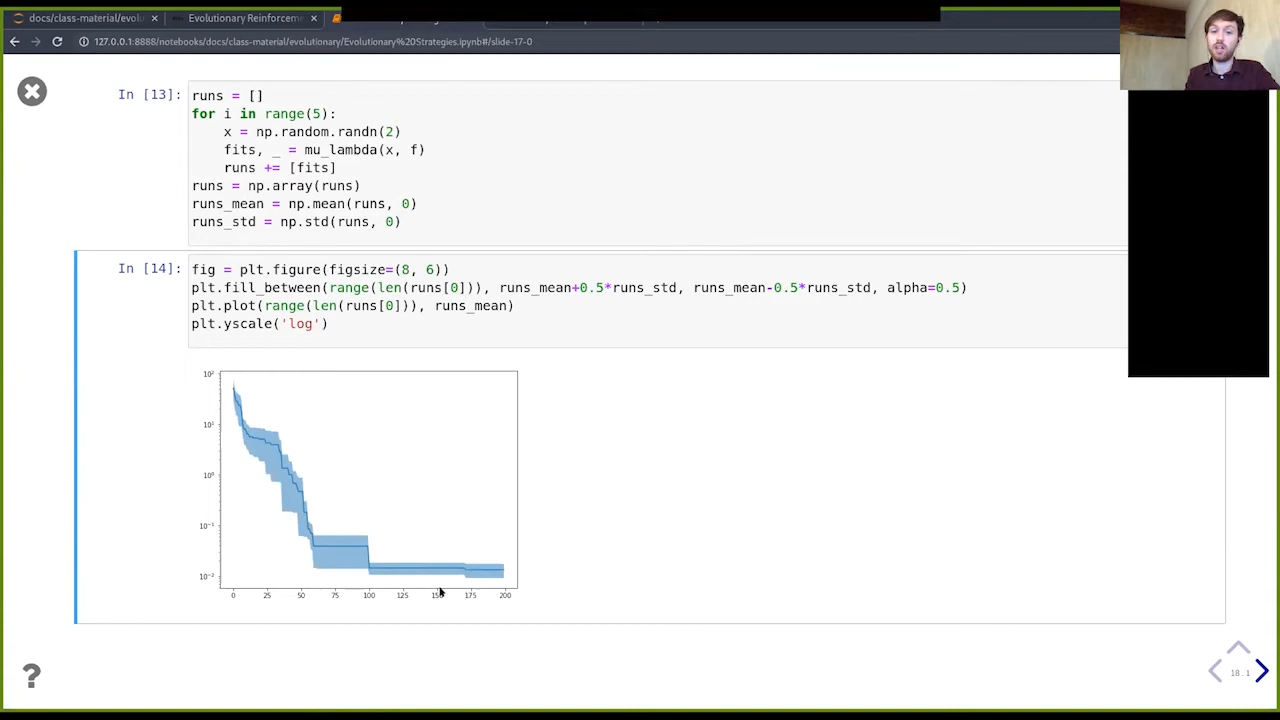 docs/class-material/evolu
Evolutionary Reinforcem
127.0.0.1:8888/notebooks/docs/class-material/evolutionary/Evolutionary%20Strategies.ipynb#/slide-17-0
In [13]:
runs = []
for i in range(5):
    x = np.random.randn(2)
    fits, _ = mu_lambda(x, f)
    runs += [fits]
runs = np.array(runs)
runs_mean = np.mean(runs, 0)
runs_std = np.std(runs, 0)
In [14]:
fig = plt.figure(figsize=(8, 6))
plt.fill_between(range(len(runs[0])), runs_mean+0.5*runs_std, runs_mean-0.5*runs_std, alpha=0.5)
plt.plot(range(len(runs[0])), runs_mean)
plt.yscale('log')
10²
10¹
10⁰
10⁻¹
10⁻²
0 25 50 75 100 125 150 175 200
?
18.1